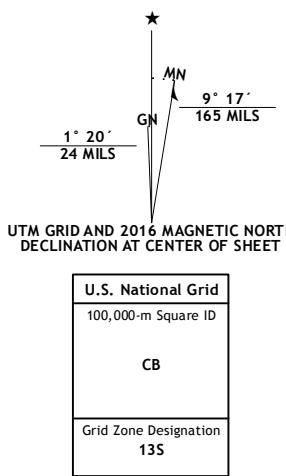 MN
GN
9° 17´
165 MILS
1° 20´
24 MILS
UTM GRID AND 2016 MAGNETIC NORT
DECLINATION AT CENTER OF SHEET
U.S. National Grid
100,000-m Square ID
CB
Grid Zone Designation
13S